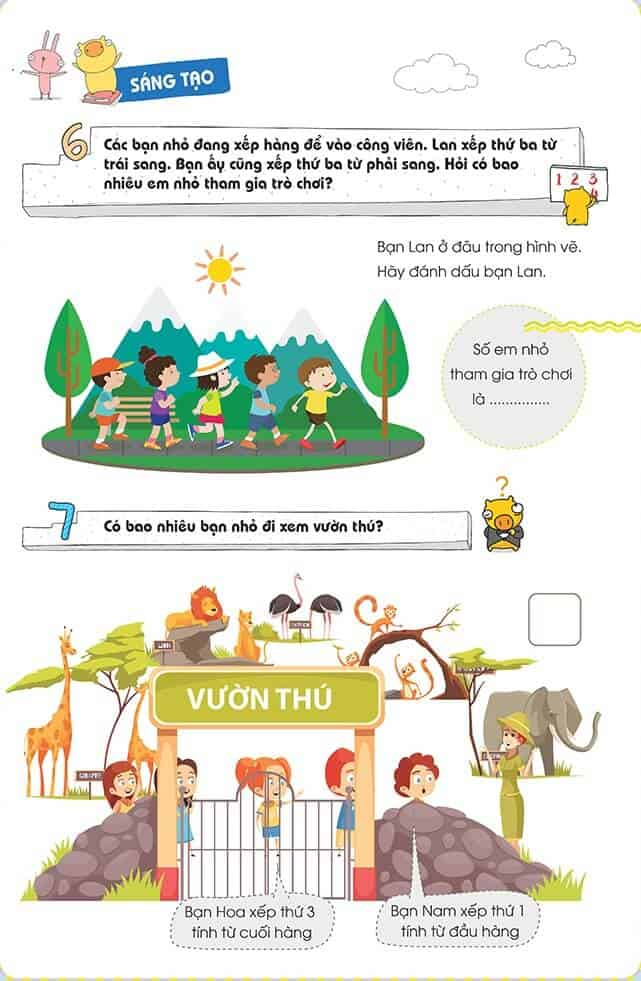 SÁNG TẠO
6
Các bạn nhỏ đang xếp hàng để vào công viên. Lan xếp thứ ba từ
trái sang. Bạn ấy cũng xếp thứ ba từ phải sang. Hỏi có bao
nhiêu em nhỏ tham gia trò chơi?
1 2 3
4
Bạn Lan ở đâu trong hình vẽ.
Hãy đánh dấu bạn Lan.
Số em nhỏ
tham gia trò chơi
là ...............
7
Có bao nhiêu bạn nhỏ đi xem vườn thú?
?
VƯỜN THÚ
Bạn Hoa xếp thứ 3
tính từ cuối hàng
Bạn Nam xếp thứ 1
tính từ đầu hàng